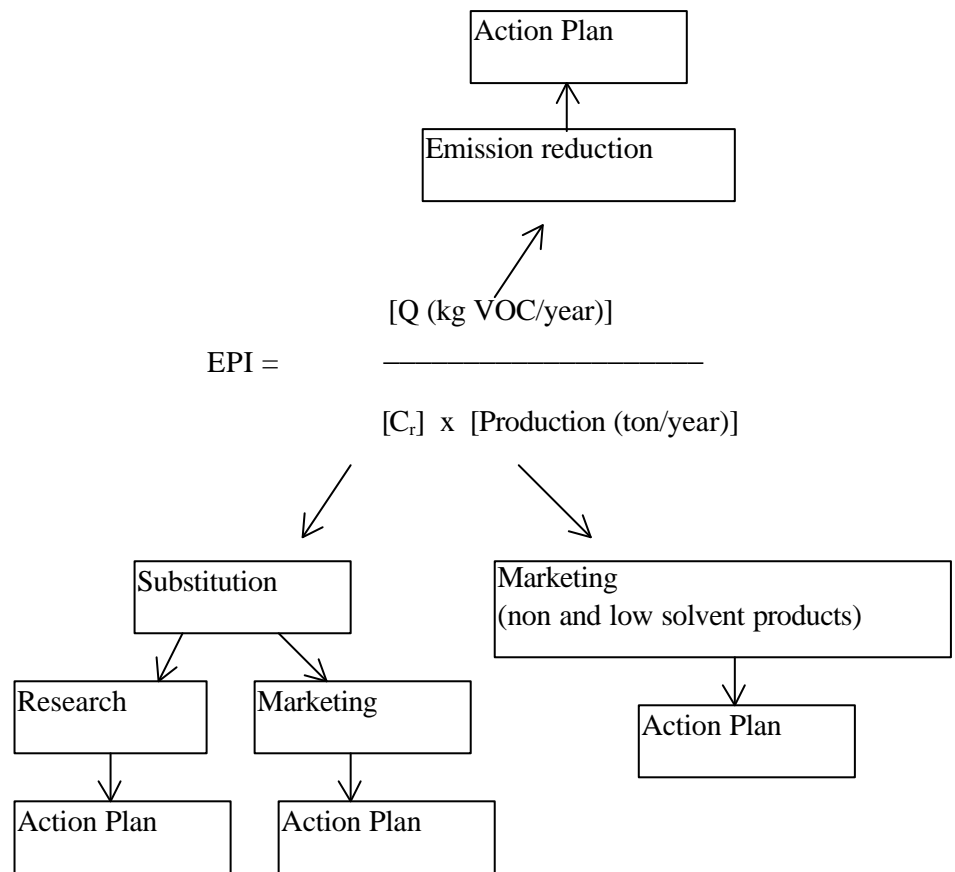 Action Plan
Emission reduction
[Q (kg VOC/year)]
EPI = ____________________
[Cᵣ] x [Production (ton/year)]
Substitution
Marketing
(non and low solvent products)
Research
Marketing
Action Plan
Action Plan
Action Plan